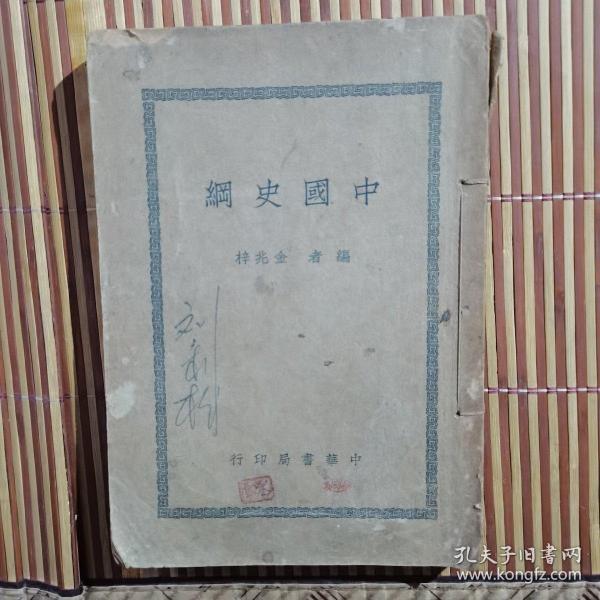 中國史綱
編者 金兆梓
中華書局印行
孔夫子旧書网
www.kongfz.com